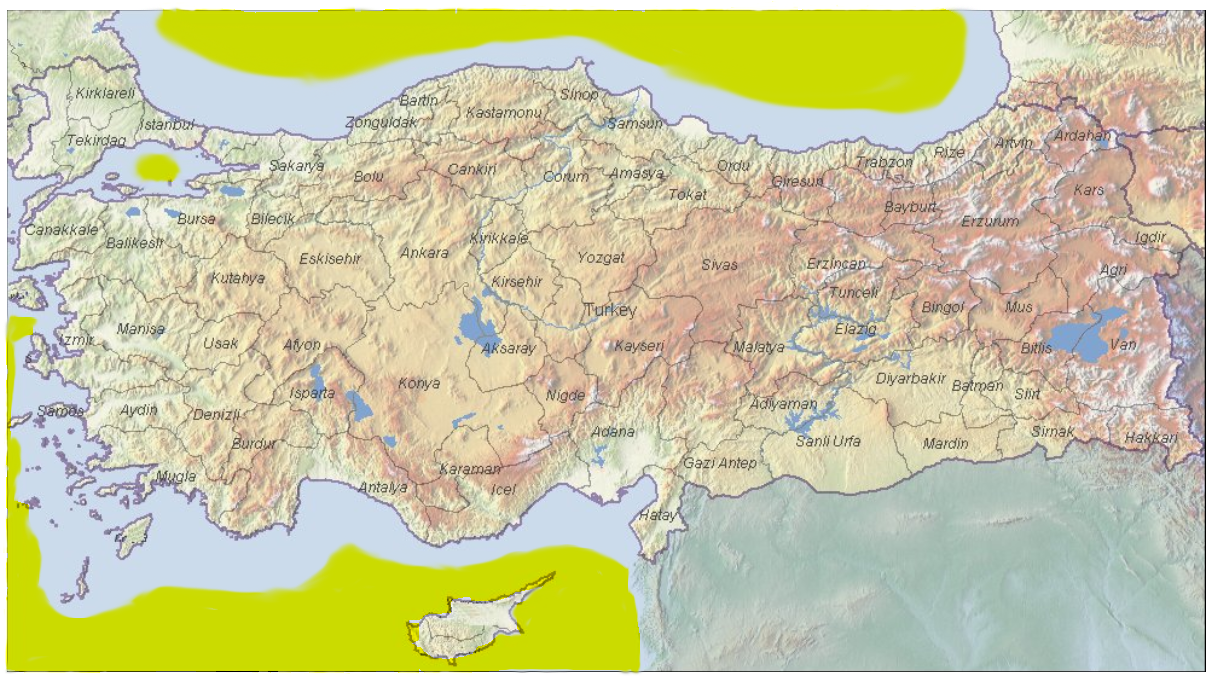 Kirklareli
Bartin
Sinop
Kastamonu
Istanbul
Zonguldak
Samsun
Tekirdag
Ardahan
Artvin
Rize
Sakarya
Cankiri
Bolu
Corum
Amasya
Ordu
Trabzon
Giresun
Tokat
Kars
Bayburt
Erzurum
Canakkale
Bursa
Bilecik
Balikesir
Kirikkale
Igdir
Ankara
Eskisehir
Yozgat
Sivas
Erzincan
Agri
Kutahya
Kirsehir
Tunceli
Bingol
Mus
Turkey
Manisa
Elazig
Izmir
Usak
Afyon
Aksaray
Kayseri
Malatya
Bitlis
Van
Konya
Diyarbakir
Batman
Isparta
Nigde
Siirt
Samos
Aydin
Denizli
Adiyaman
Adana
Sirnak
Hakkari
Burdur
Sanli Urfa
Mardin
Gazi Antep
Karaman
Mugla
Antalya
Icel
Hatay